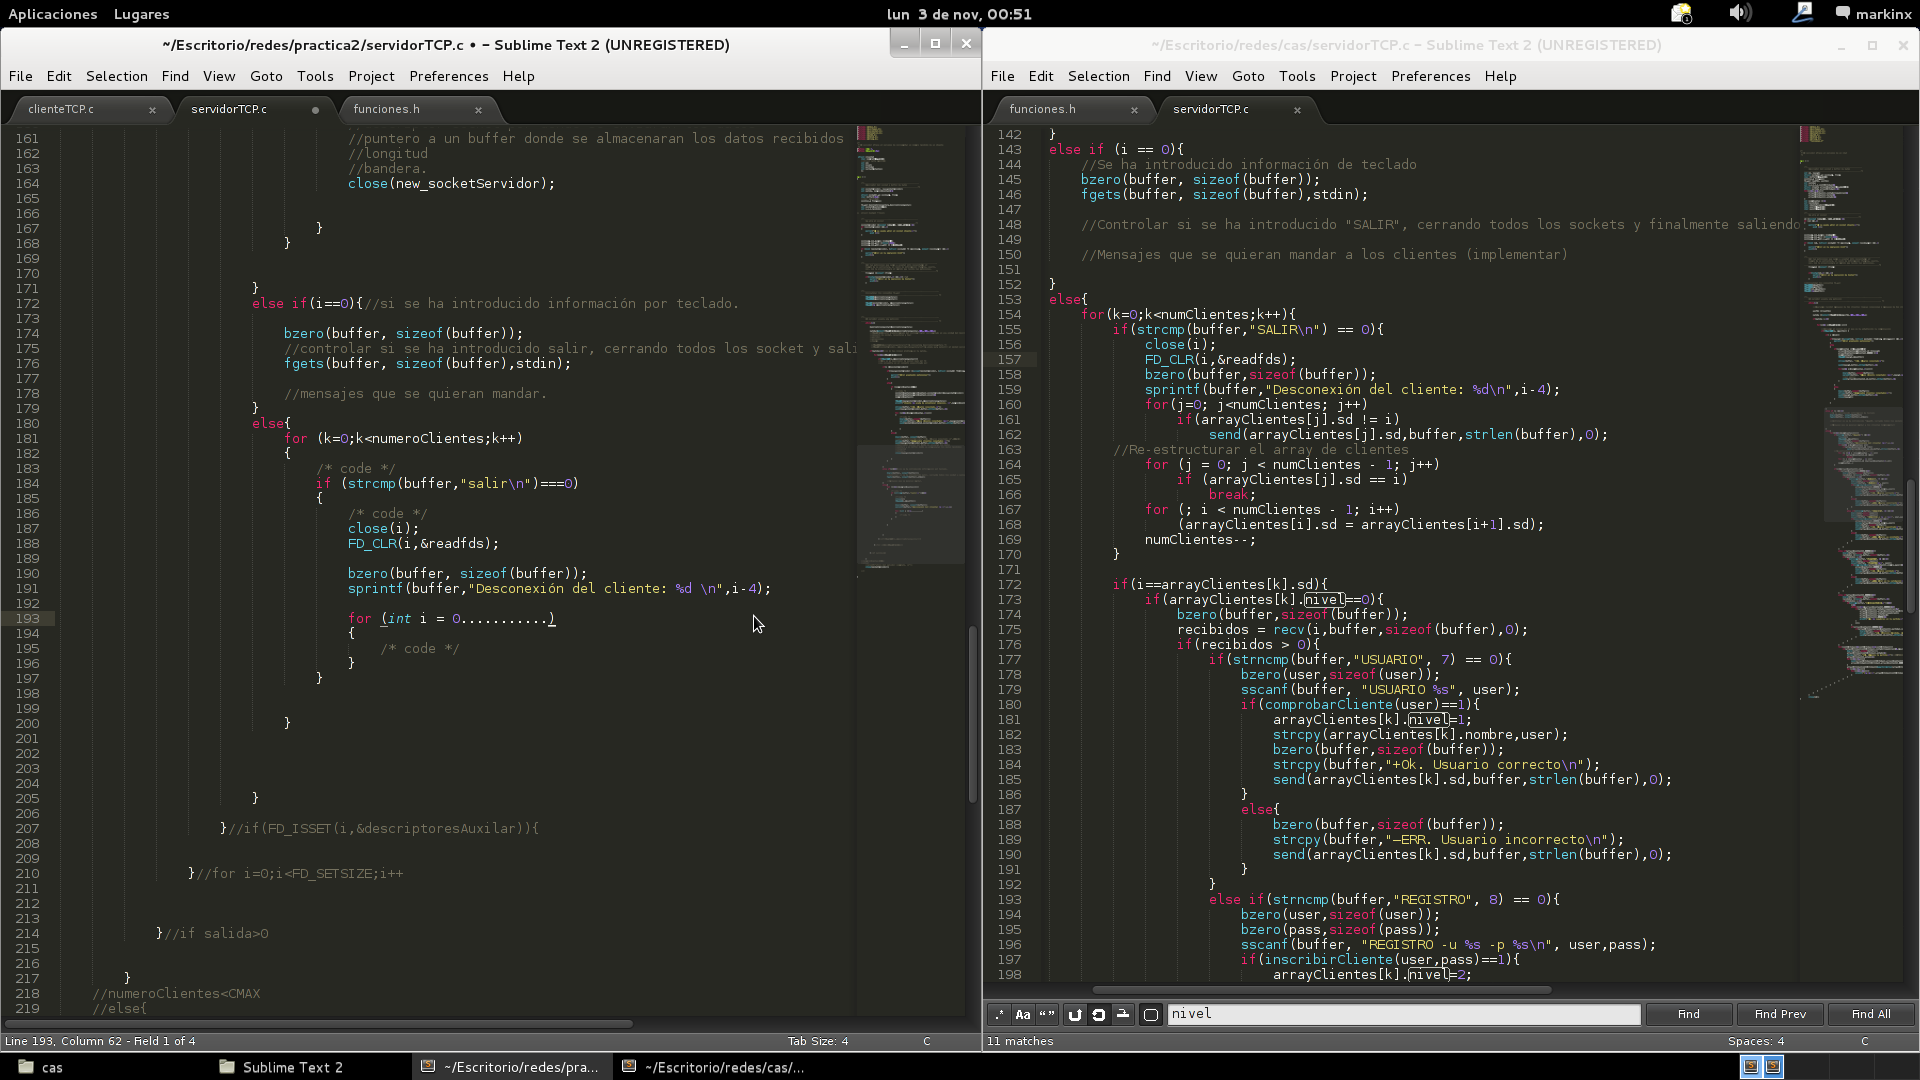 Aplicaciones Lugares lun 3 de nov, 00:51 1 markinx
~/Escritorio/redes/practica2/servidorTCP.c • – Sublime Text 2 (UNREGISTERED)
File Edit Selection Find View Goto Tools Project Preferences Help
clienteTCP.c × servidorTCP.c • funciones.h ×
161 //puntero a un buffer donde se almacenaran los datos recibidos
162 //longitud
163 //bandera.
164 close(new_socketServidor);
165
166
167 }
168 }
169
170
171 }
172 else if(i==0){//si se ha introducido información por teclado.
173
174 bzero(buffer, sizeof(buffer));
175 //controlar si se ha introducido salir, cerrando todos los socket y sali
176 fgets(buffer, sizeof(buffer),stdin);
177
178 //mensajes que se quieran mandar.
179 }
180 else{
181 for (k=0;k<numeroClientes;k++)
182 {
183 /* code */
184 if (strcmp(buffer,"salir\n")===0)
185 {
186 /* code */
187 close(i);
188 FD_CLR(i,&readfds);
189
190 bzero(buffer, sizeof(buffer));
191 sprintf(buffer,"Desconexión del cliente: %d \n",i-4);
192
193 for (int i = 0...........)
194 {
195 /* code */
196 }
197 }
198
199
200 }
201
202
203
204
205 }
206
207 }//if(FD_ISSET(i,&descriptoresAuxilar)){
208
209
210 }//for i=0;i<FD_SETSIZE;i++
211
212
213
214 }//if salida>0
215
216
217 }
218 //numeroClientes<CMAX
219 //else{
Line 193, Column 62 - Field 1 of 4 Tab Size: 4 C
~/Escritorio/redes/cas/servidorTCP.c – Sublime Text 2 (UNREGISTERED)
File Edit Selection Find View Goto Tools Project Preferences Help
funciones.h × servidorTCP.c ×
142 }
143 else if (i == 0){
144 //Se ha introducido información de teclado
145 bzero(buffer, sizeof(buffer));
146 fgets(buffer, sizeof(buffer),stdin);
147
148 //Controlar si se ha introducido "SALIR", cerrando todos los sockets y finalmente saliendo
149
150 //Mensajes que se quieran mandar a los clientes (implementar)
151
152 }
153 else{
154 for(k=0;k<numClientes;k++){
155 if(strcmp(buffer,"SALIR\n") == 0){
156 close(i);
157 FD_CLR(i,&readfds);
158 bzero(buffer,sizeof(buffer));
159 sprintf(buffer,"Desconexión del cliente: %d\n",i-4);
160 for(j=0; j<numClientes; j++)
161 if(arrayClientes[j].sd != i)
162 send(arrayClientes[j].sd,buffer,strlen(buffer),0);
163 //Re-estructurar el array de clientes
164 for (j = 0; j < numClientes - 1; j++)
165 if (arrayClientes[j].sd == i)
166 break;
167 for (; i < numClientes - 1; i++)
168 (arrayClientes[i].sd = arrayClientes[i+1].sd);
169 numClientes--;
170 }
171
172 if(i==arrayClientes[k].sd){
173 if(arrayClientes[k].nivel==0){
174 bzero(buffer,sizeof(buffer));
175 recibidos = recv(i,buffer,sizeof(buffer),0);
176 if(recibidos > 0){
177 if(strncmp(buffer,"USUARIO", 7) == 0){
178 bzero(user,sizeof(user));
179 sscanf(buffer, "USUARIO %s", user);
180 if(comprobarCliente(user)==1){
181 arrayClientes[k].nivel=1;
182 strcpy(arrayClientes[k].nombre,user);
183 bzero(buffer,sizeof(buffer));
184 strcpy(buffer,"+Ok. Usuario correcto\n");
185 send(arrayClientes[k].sd,buffer,strlen(buffer),0);
186 }
187 else{
188 bzero(buffer,sizeof(buffer));
189 strcpy(buffer,"–ERR. Usuario incorrecto\n");
190 send(arrayClientes[k].sd,buffer,strlen(buffer),0);
191 }
192 }
193 else if(strncmp(buffer,"REGISTRO", 8) == 0){
194 bzero(user,sizeof(user));
195 bzero(pass,sizeof(pass));
196 sscanf(buffer, "REGISTRO -u %s -p %s\n", user,pass);
197 if(inscribirCliente(user,pass)==1){
198 arrayClientes[k].nivel=2;
.* Aa “” nivel Find Find Prev Find All
11 matches Spaces: 4 C
cas Sublime Text 2 ~/Escritorio/redes/pra... ~/Escritorio/redes/cas/...